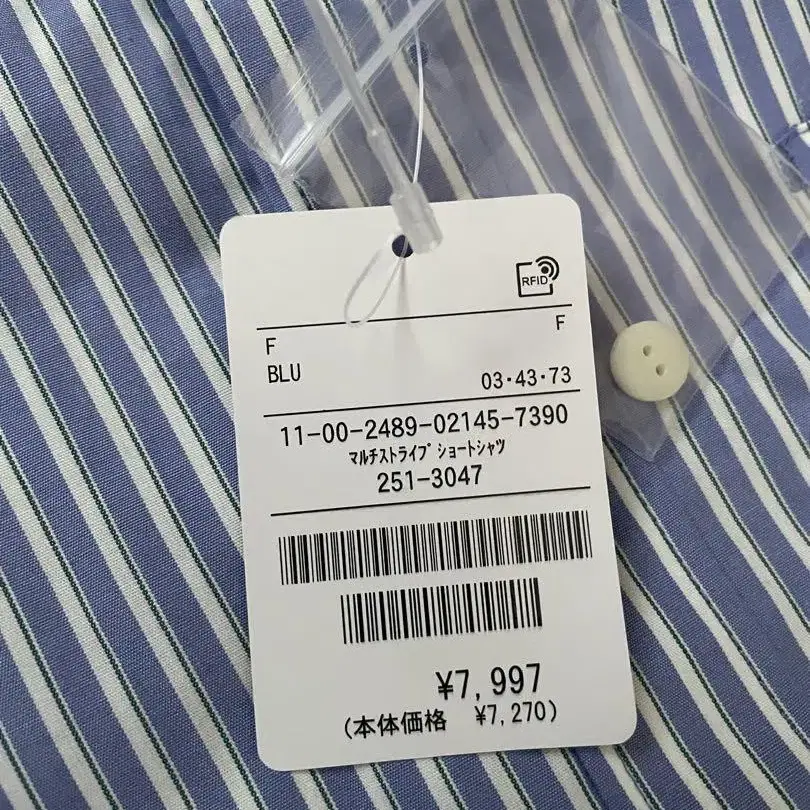 RFID
F F
BLU 03・43・73
11-00-2489-02145-7390
ﾏﾙﾁｽﾄﾗｲﾌﾟｼｮｰﾄｼｬﾂ
251-3047
¥7,997
(本体価格 ¥7,270)